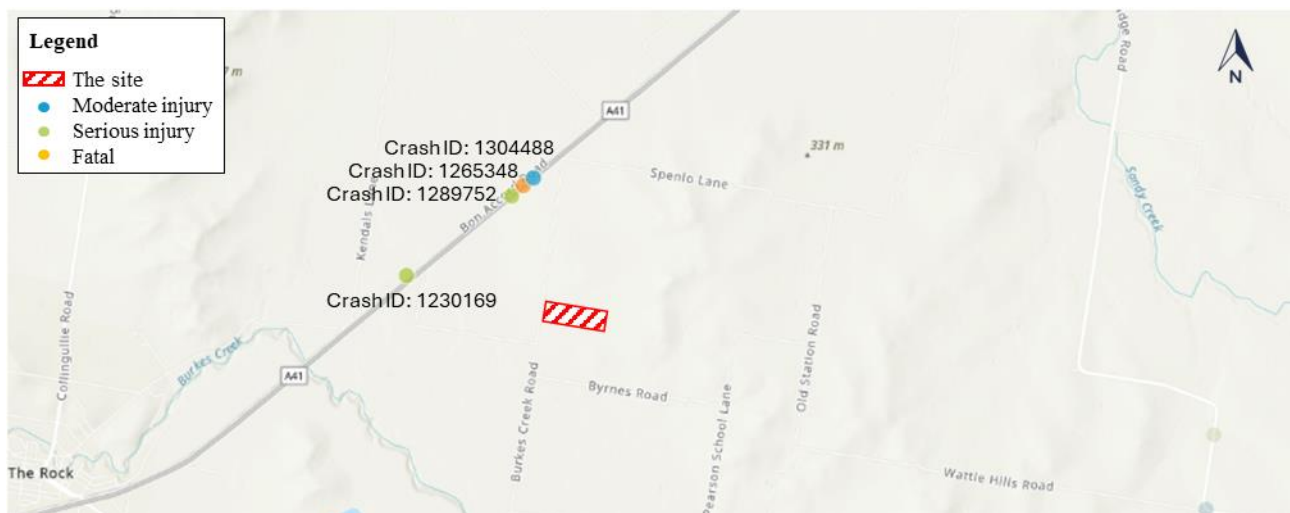 Legend
The site
Moderate injury
Serious injury
Fatal
N
A41
Crash ID: 1304488
Crash ID: 1265348
Crash ID: 1289752
Kendals
Bon Acc
331 m
Spenlo Lane
Sandy Creek
Crash ID: 1230169
Collingullie Road
Burkes Creek
A41
Burkes Creek Road
Byrnes Road
Pearson School Lane
Old Station Road
The Rock
Wattle Hills Road